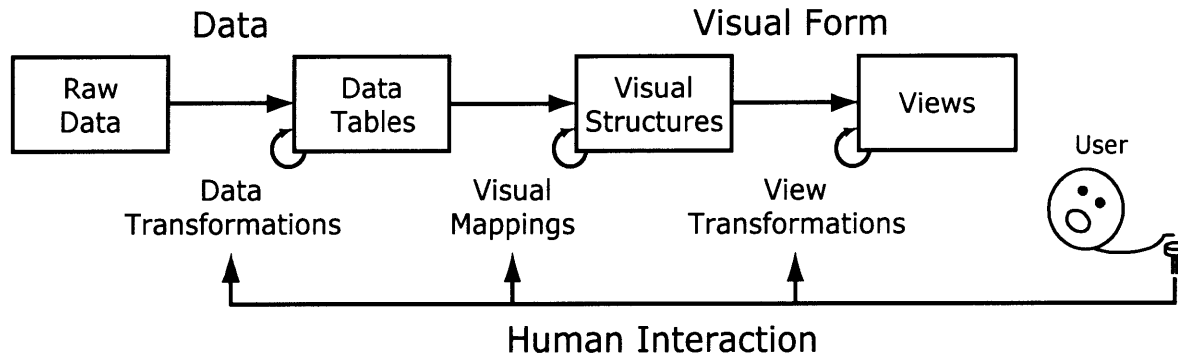 Data
Visual Form
Raw
Data
Data
Tables
Visual
Structures
Views
User
Data
Transformations
Visual
Mappings
View
Transformations
Human Interaction